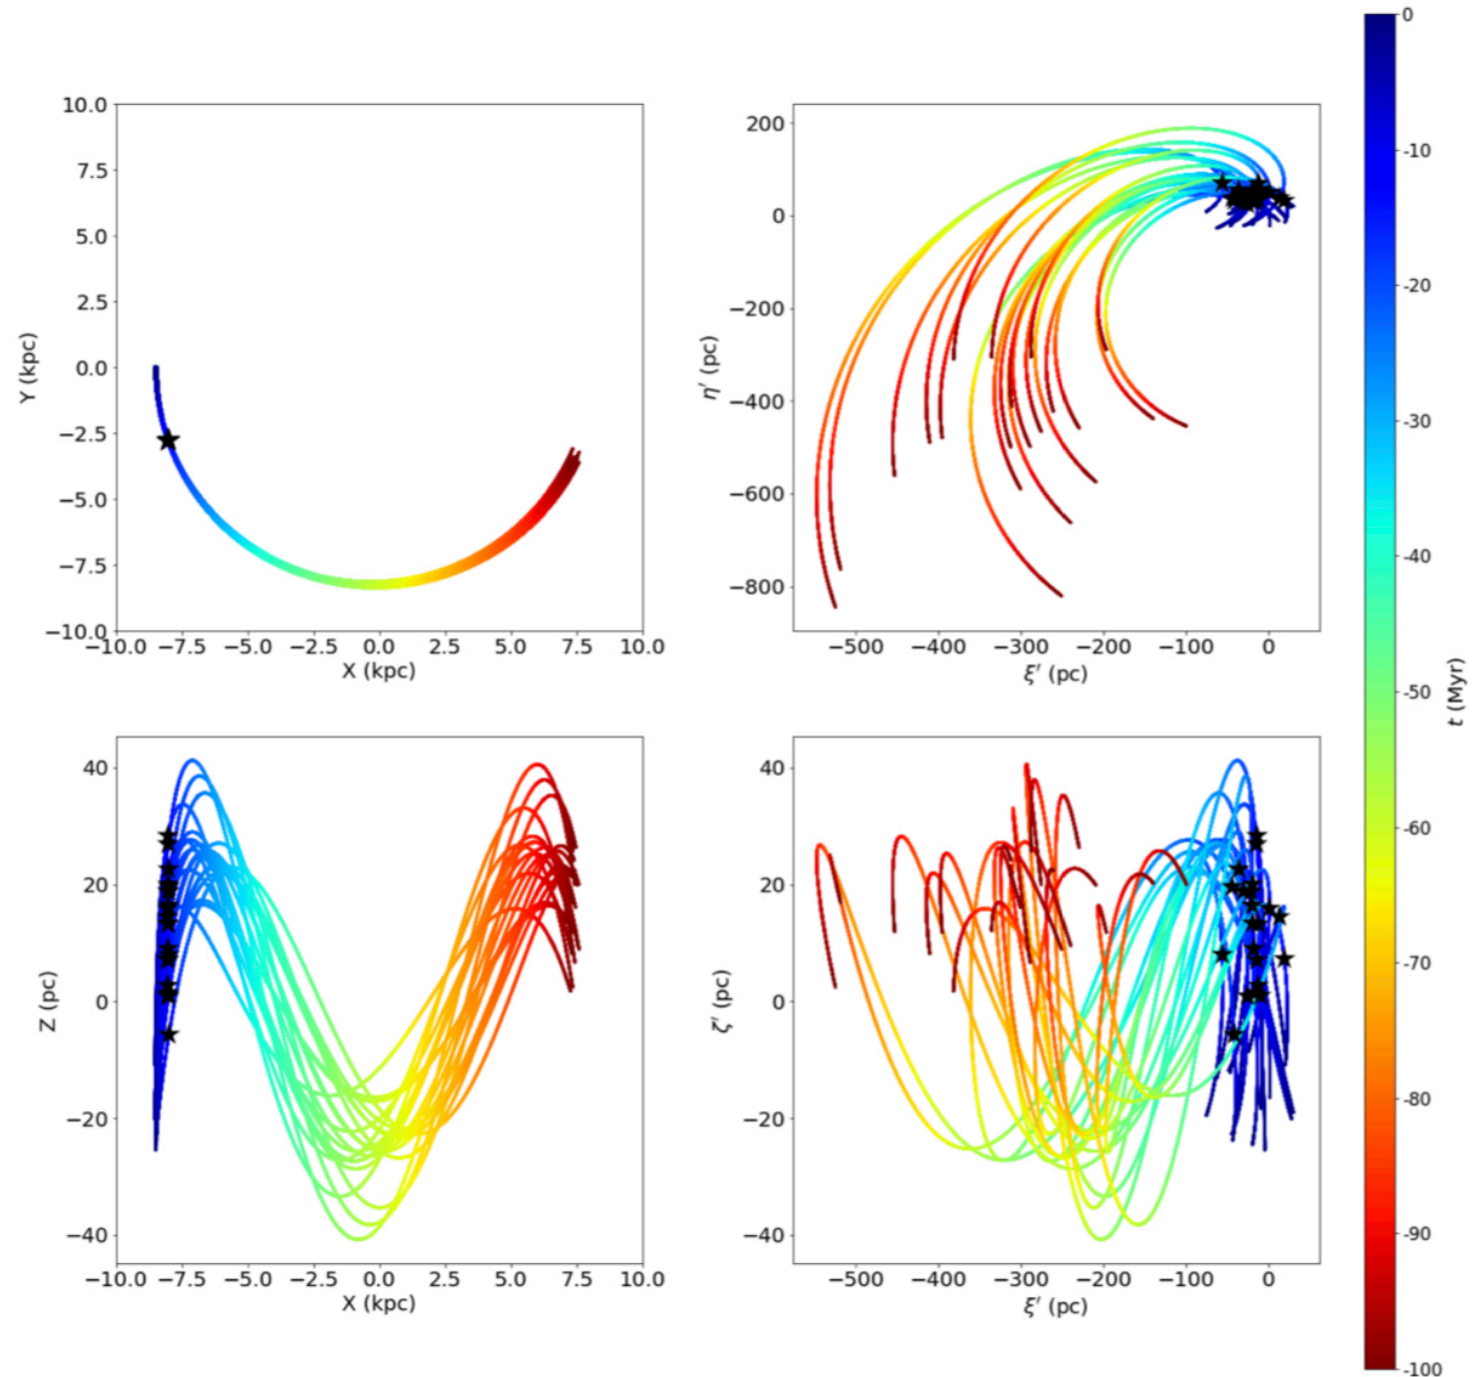 10.0
7.5
5.0
2.5
0.0
−2.5
−5.0
−7.5
−10.0
Y (kpc)
−10.0 −7.5 −5.0 −2.5 0.0 2.5 5.0 7.5 10.0
X (kpc)
200
0
−200
−400
−600
−800
η′ (pc)
−500 −400 −300 −200 −100 0
ξ′ (pc)
40
20
0
−20
−40
Z (pc)
−10.0 −7.5 −5.0 −2.5 0.0 2.5 5.0 7.5 10.0
X (kpc)
40
20
0
−20
−40
ζ′ (pc)
−500 −400 −300 −200 −100 0
ξ′ (pc)
0
-10
-20
-30
-40
-50
-60
-70
-80
-90
-100
t (Myr)